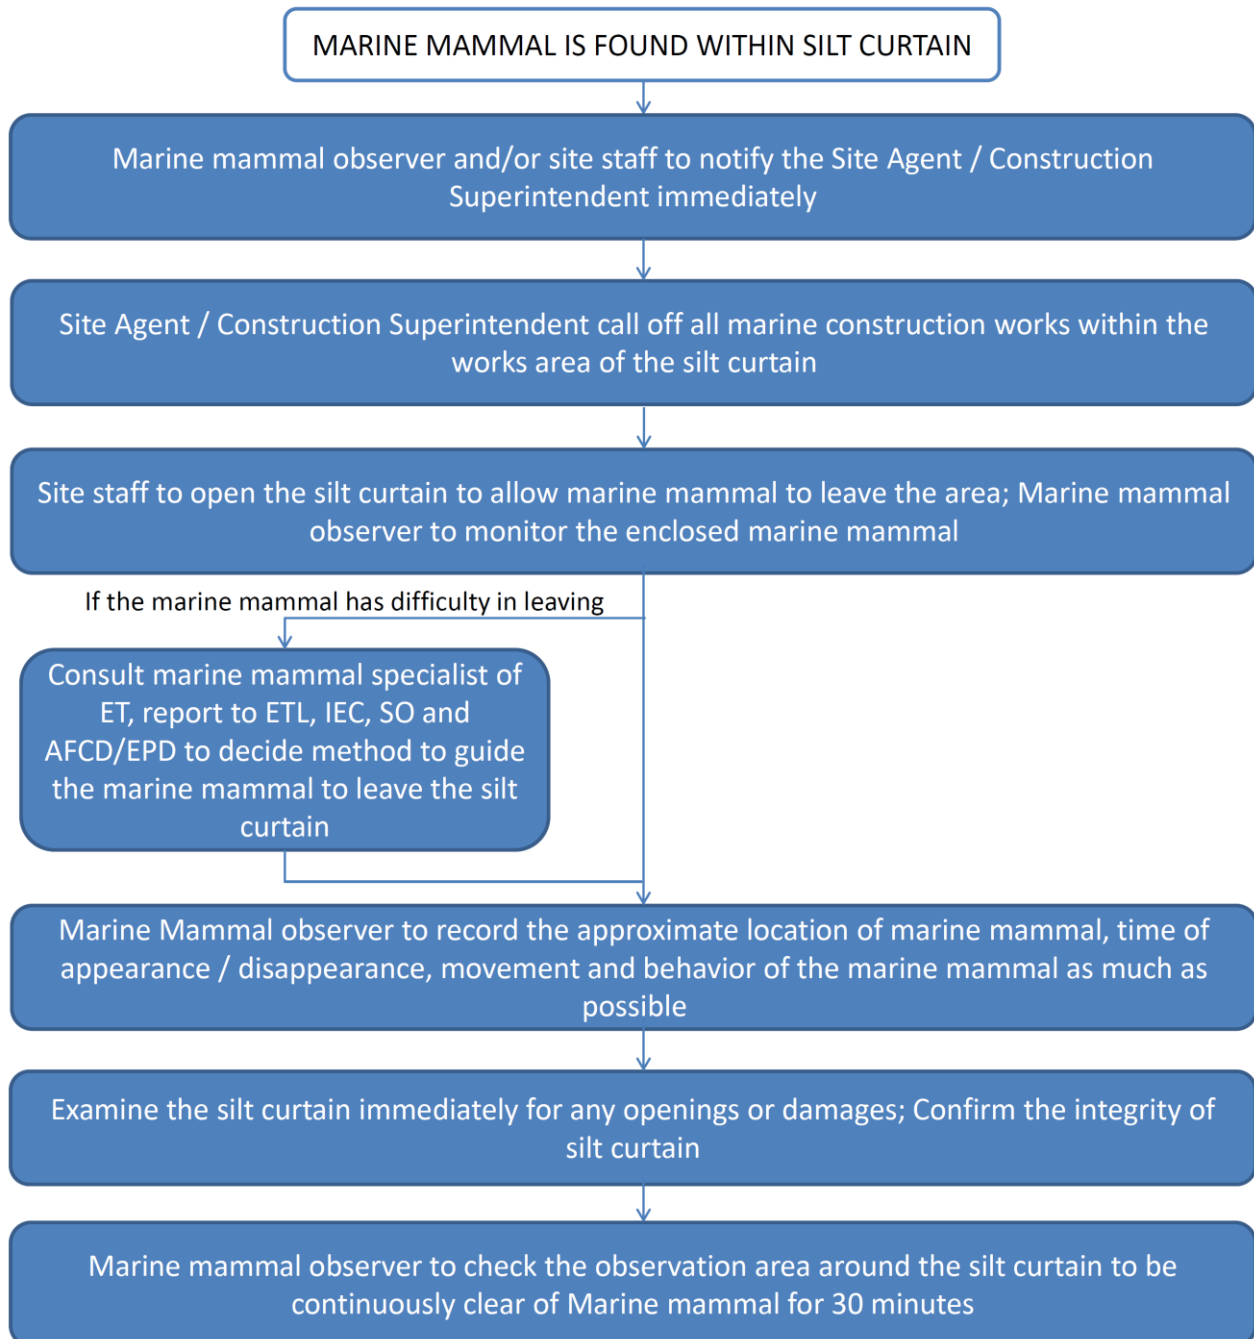 MARINE MAMMAL IS FOUND WITHIN SILT CURTAIN
Marine mammal observer and/or site staff to notify the Site Agent / Construction
Superintendent immediately
Site Agent / Construction Superintendent call off all marine construction works within the
works area of the silt curtain
Site staff to open the silt curtain to allow marine mammal to leave the area; Marine mammal
observer to monitor the enclosed marine mammal
If the marine mammal has difficulty in leaving
Consult marine mammal specialist of
ET, report to ETL, IEC, SO and
AFCD/EPD to decide method to guide
the marine mammal to leave the silt
curtain
Marine Mammal observer to record the approximate location of marine mammal, time of
appearance / disappearance, movement and behavior of the marine mammal as much as
possible
Examine the silt curtain immediately for any openings or damages; Confirm the integrity of
silt curtain
Marine mammal observer to check the observation area around the silt curtain to be
continuously clear of Marine mammal for 30 minutes